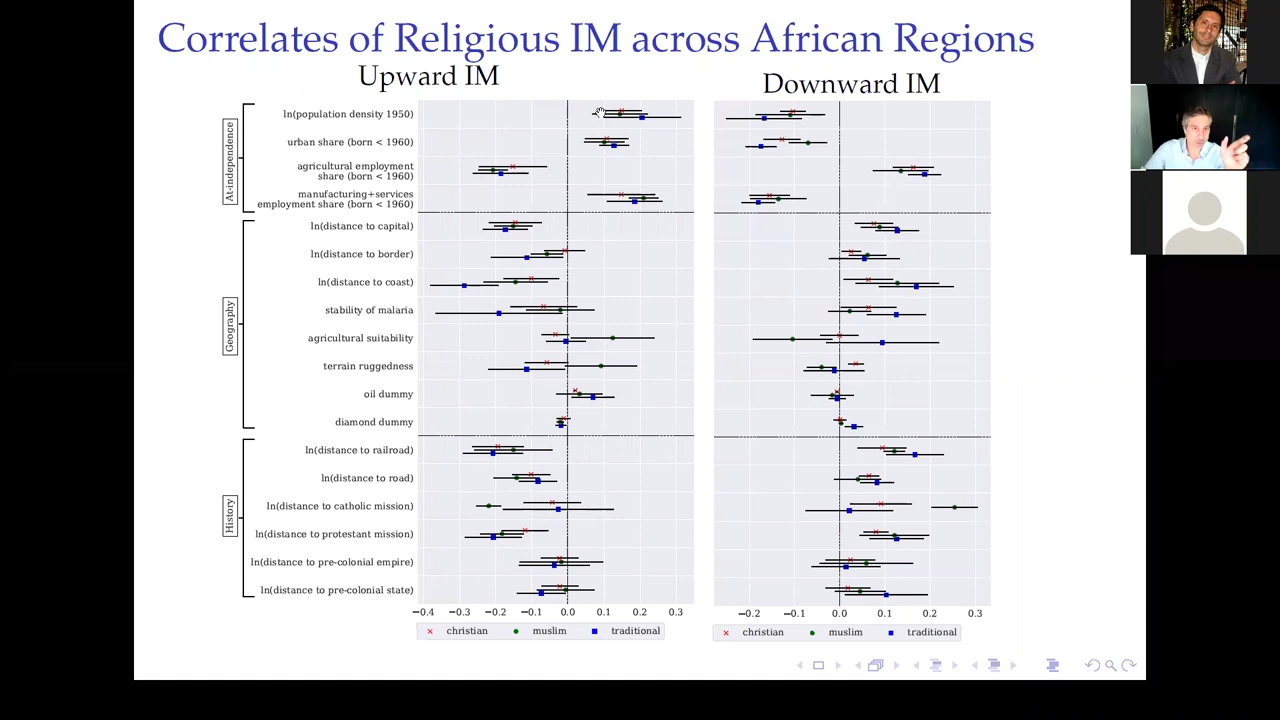 Correlates of Religious IM across African Regions
Upward IM
Downward IM
At-independence
ln(population density 1950)
urban share (born < 1960)
agricultural employment
share (born < 1960)
manufacturing+services
employment share (born < 1960)
Geography
ln(distance to capital)
ln(distance to border)
ln(distance to coast)
stability of malaria
agricultural suitability
terrain ruggedness
oil dummy
diamond dummy
History
ln(distance to railroad)
ln(distance to road)
ln(distance to catholic mission)
ln(distance to protestant mission)
ln(distance to pre-colonial empire)
ln(distance to pre-colonial state)
−0.4 −0.3 −0.2 −0.1 0.0 0.1 0.2 0.3
−0.2 −0.1 0.0 0.1 0.2 0.3
christian muslim traditional
christian muslim traditional